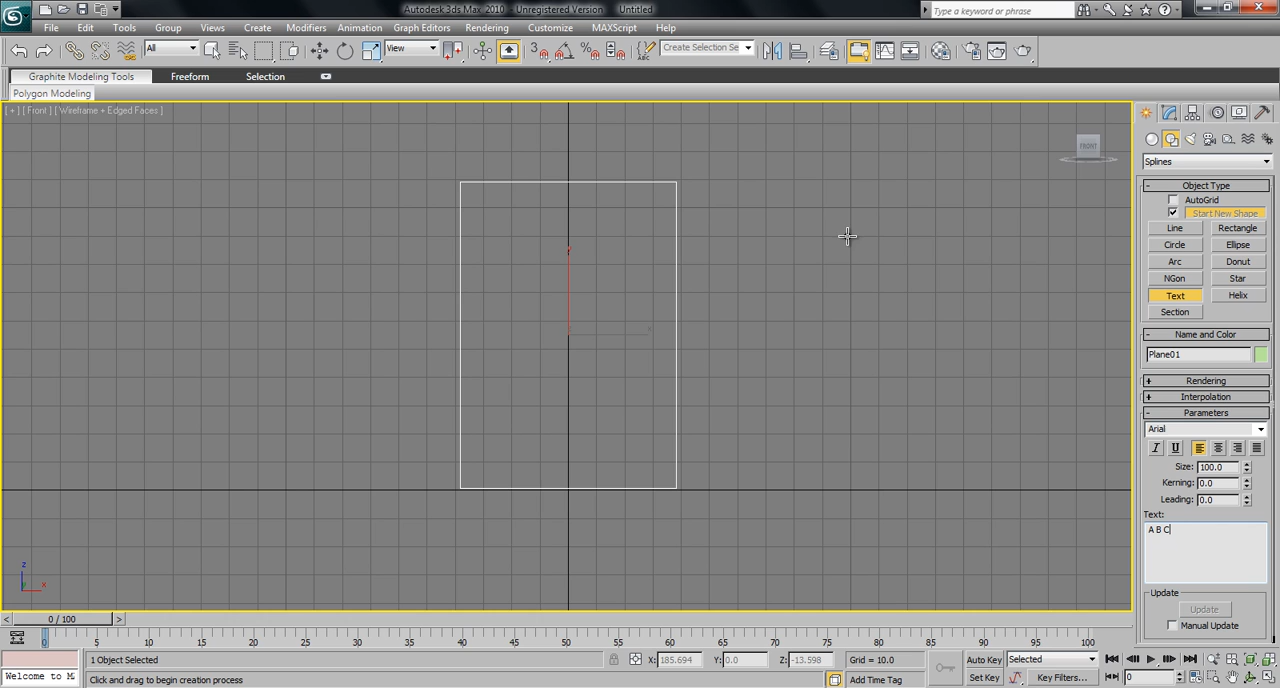 Autodesk 3ds Max 2010 - Unregistered Version Untitled
Type a keyword or phrase
File Edit Tools Group Views Create Modifiers Animation Graph Editors Rendering Customize MAXScript Help
All View 3 Create Selection Se
Graphite Modeling Tools Freeform Selection
Polygon Modeling
[ + ] [ Front ] [ Wireframe + Edged Faces ]
FRONT
Splines
- Object Type
AutoGrid
Start New Shape
Line Rectangle
Circle Ellipse
Arc Donut
NGon Star
Text Helix
Section
- Name and Color
Plane01
+ Rendering
+ Interpolation
- Parameters
Arial
I U
Size: 100.0
Kerning: 0.0
Leading: 0.0
Text:
A B C
Update
Update
Manual Update
z
x
< 0 / 100 >
0 5 10 15 20 25 30 35 40 45 50 55 60 65 70 75 80 85 90 95 100
1 Object Selected X: 185.694 Y: 0.0 Z: -13.598 Grid = 10.0 Auto Key Selected
Welcome to M Click and drag to begin creation process Add Time Tag Set Key Key Filters... 0